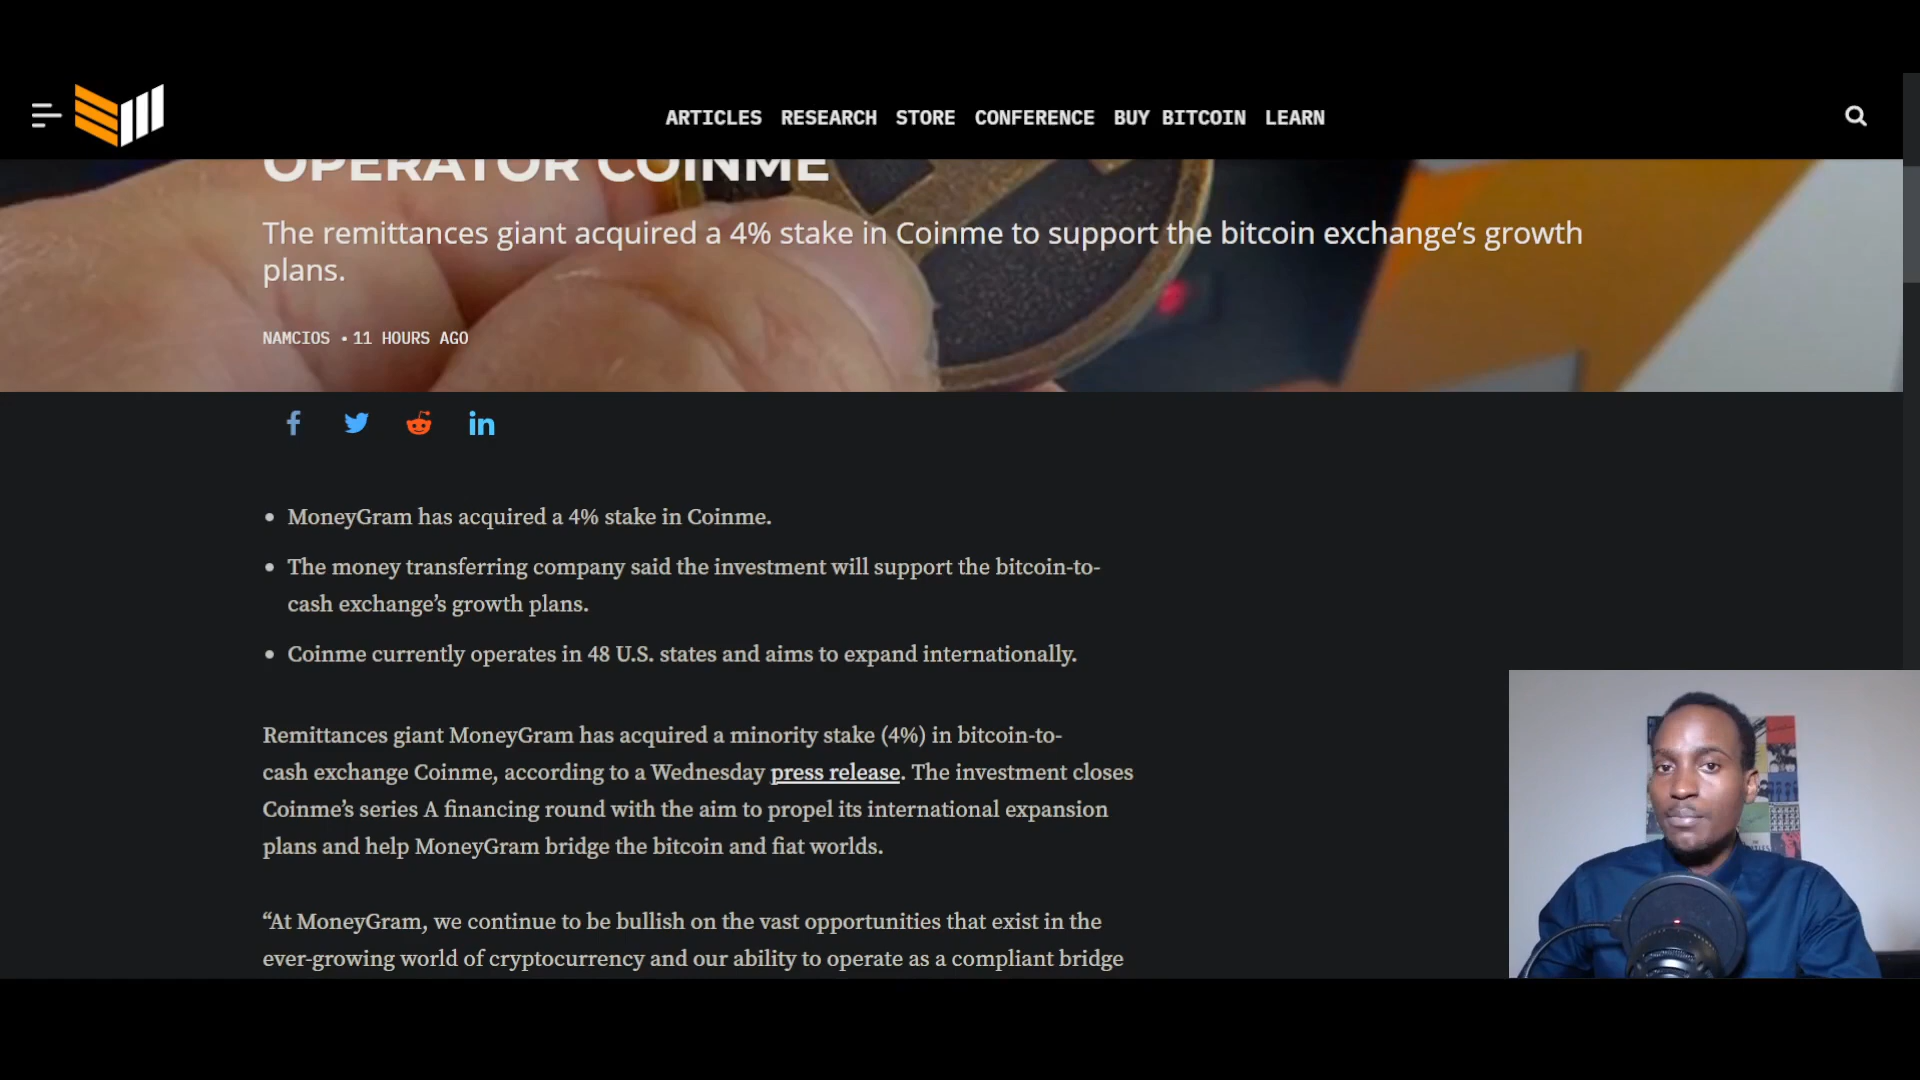 ARTICLES RESEARCH STORE CONFERENCE BUY BITCOIN LEARN
OPERATOR COINME
The remittances giant acquired a 4% stake in Coinme to support the bitcoin exchange’s growth
plans.
NAMCIOS • 11 HOURS AGO
• MoneyGram has acquired a 4% stake in Coinme.
• The money transferring company said the investment will support the bitcoin-to-
cash exchange’s growth plans.
• Coinme currently operates in 48 U.S. states and aims to expand internationally.
Remittances giant MoneyGram has acquired a minority stake (4%) in bitcoin-to-
cash exchange Coinme, according to a Wednesday press release. The investment closes
Coinme’s series A financing round with the aim to propel its international expansion
plans and help MoneyGram bridge the bitcoin and fiat worlds.
“At MoneyGram, we continue to be bullish on the vast opportunities that exist in the
ever-growing world of cryptocurrency and our ability to operate as a compliant bridge